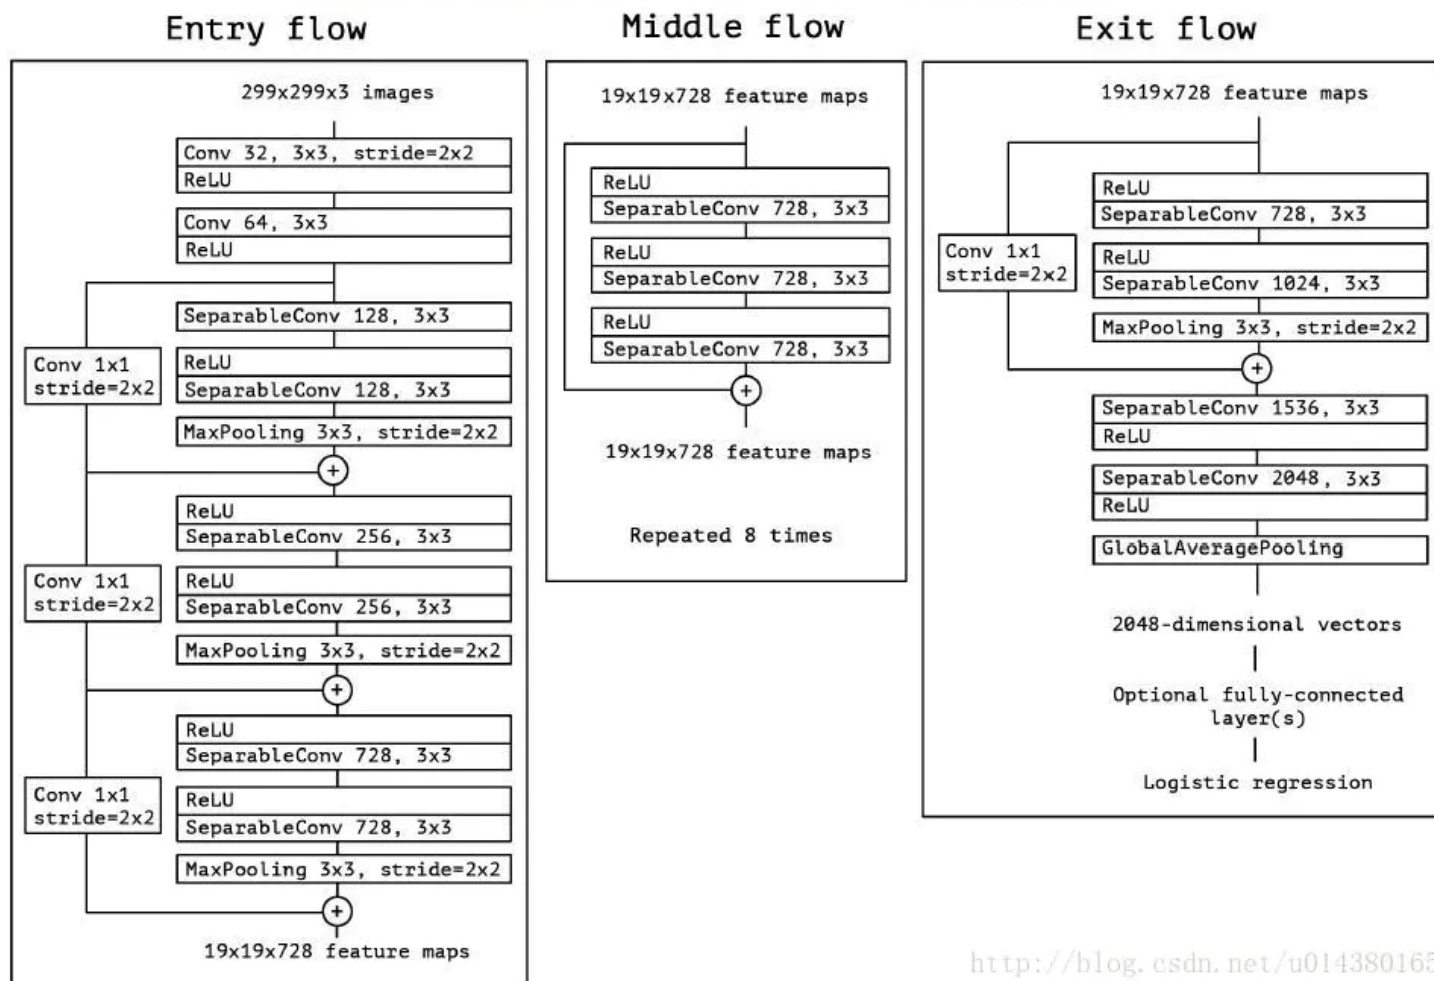 Entry flow
299x299x3 images
Conv 32, 3x3, stride=2x2
ReLU
Conv 64, 3x3
ReLU
SeparableConv 128, 3x3
Conv 1x1
stride=2x2
ReLU
SeparableConv 128, 3x3
MaxPooling 3x3, stride=2x2
+
ReLU
SeparableConv 256, 3x3
Conv 1x1
stride=2x2
ReLU
SeparableConv 256, 3x3
MaxPooling 3x3, stride=2x2
+
ReLU
SeparableConv 728, 3x3
Conv 1x1
stride=2x2
ReLU
SeparableConv 728, 3x3
MaxPooling 3x3, stride=2x2
+
19x19x728 feature maps
Middle flow
19x19x728 feature maps
ReLU
SeparableConv 728, 3x3
ReLU
SeparableConv 728, 3x3
ReLU
SeparableConv 728, 3x3
+
19x19x728 feature maps
Repeated 8 times
Exit flow
19x19x728 feature maps
ReLU
SeparableConv 728, 3x3
Conv 1x1
stride=2x2
ReLU
SeparableConv 1024, 3x3
MaxPooling 3x3, stride=2x2
+
SeparableConv 1536, 3x3
ReLU
SeparableConv 2048, 3x3
ReLU
GlobalAveragePooling
2048-dimensional vectors
Optional fully-connected
layer(s)
Logistic regression
http://blog.csdn.net/u014380165